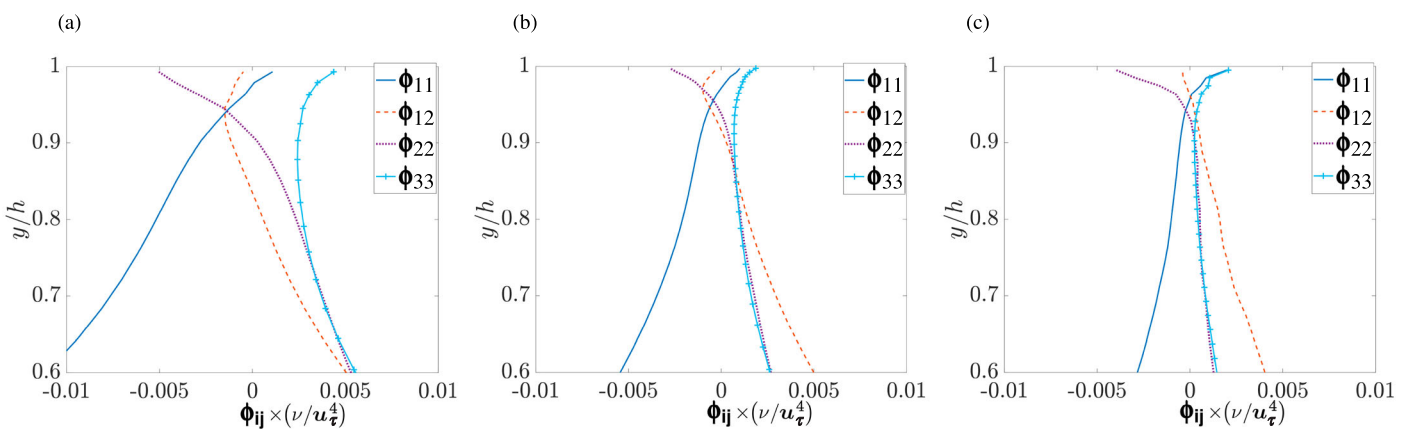 (a) (b) (c)
1 1 1
ϕ11 ϕ11 ϕ11
ϕ12 ϕ12 ϕ12
0.9 0.9 0.9
ϕ22 ϕ22 ϕ22
ϕ33 ϕ33 ϕ33
y/h 0.8 y/h 0.8 y/h 0.8
0.7 0.7 0.7
0.6 0.6 0.6
-0.01 -0.005 0 0.005 0.01 -0.01 -0.005 0 0.005 0.01 -0.01 -0.005 0 0.005 0.01
ϕij×(ν/uτ^4) ϕij×(ν/uτ^4) ϕij×(ν/uτ^4)